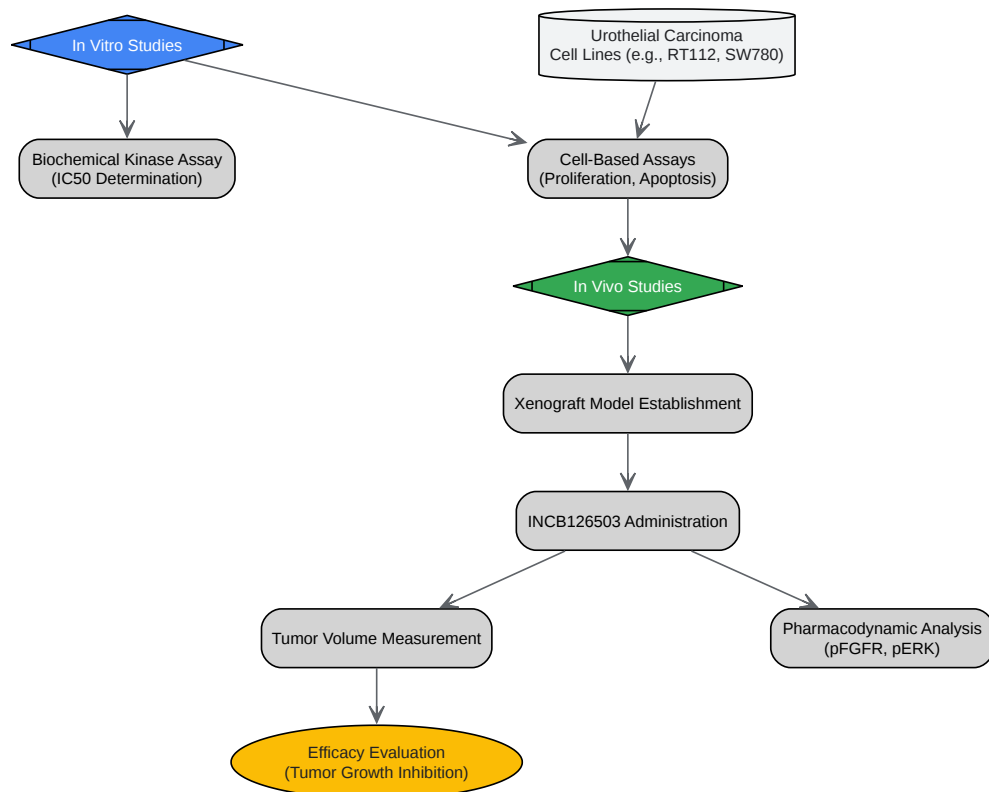 In Vitro Studies
Urothelial Carcinoma
Cell Lines (e.g., RT112, SW780)
Biochemical Kinase Assay
(IC50 Determination)
Cell-Based Assays
(Proliferation, Apoptosis)
In Vivo Studies
Xenograft Model Establishment
INCB126503 Administration
Tumor Volume Measurement
Pharmacodynamic Analysis
(pFGFR, pERK)
Efficacy Evaluation
(Tumor Growth Inhibition)